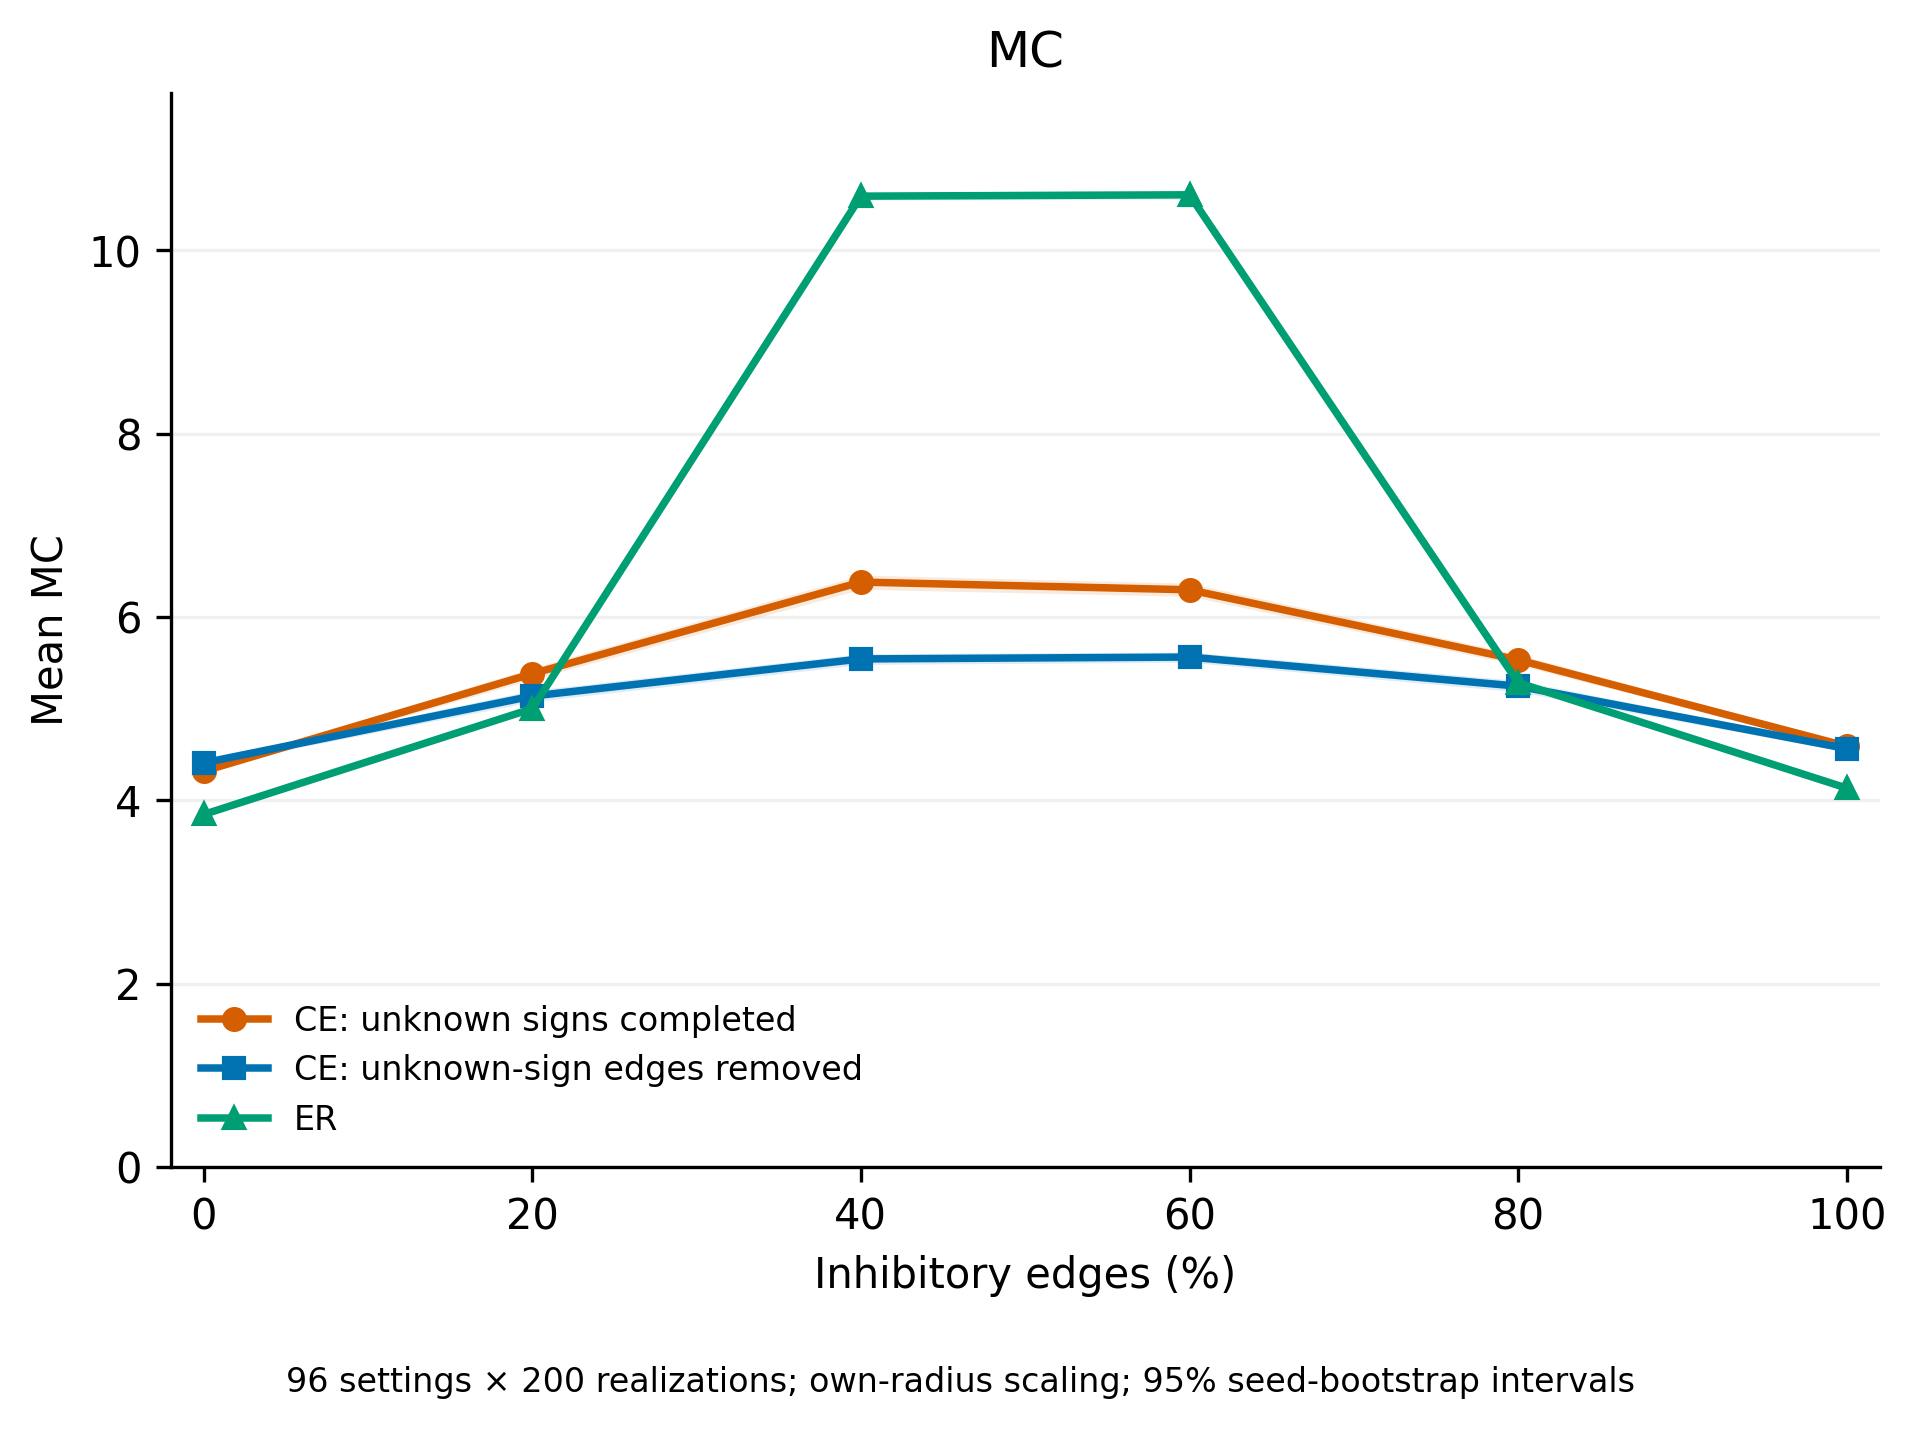 MC
10
8
6
4
2
0
Mean MC
CE: unknown signs completed
CE: unknown-sign edges removed
ER
0 20 40 60 80 100
Inhibitory edges (%)
96 settings × 200 realizations; own-radius scaling; 95% seed-bootstrap intervals